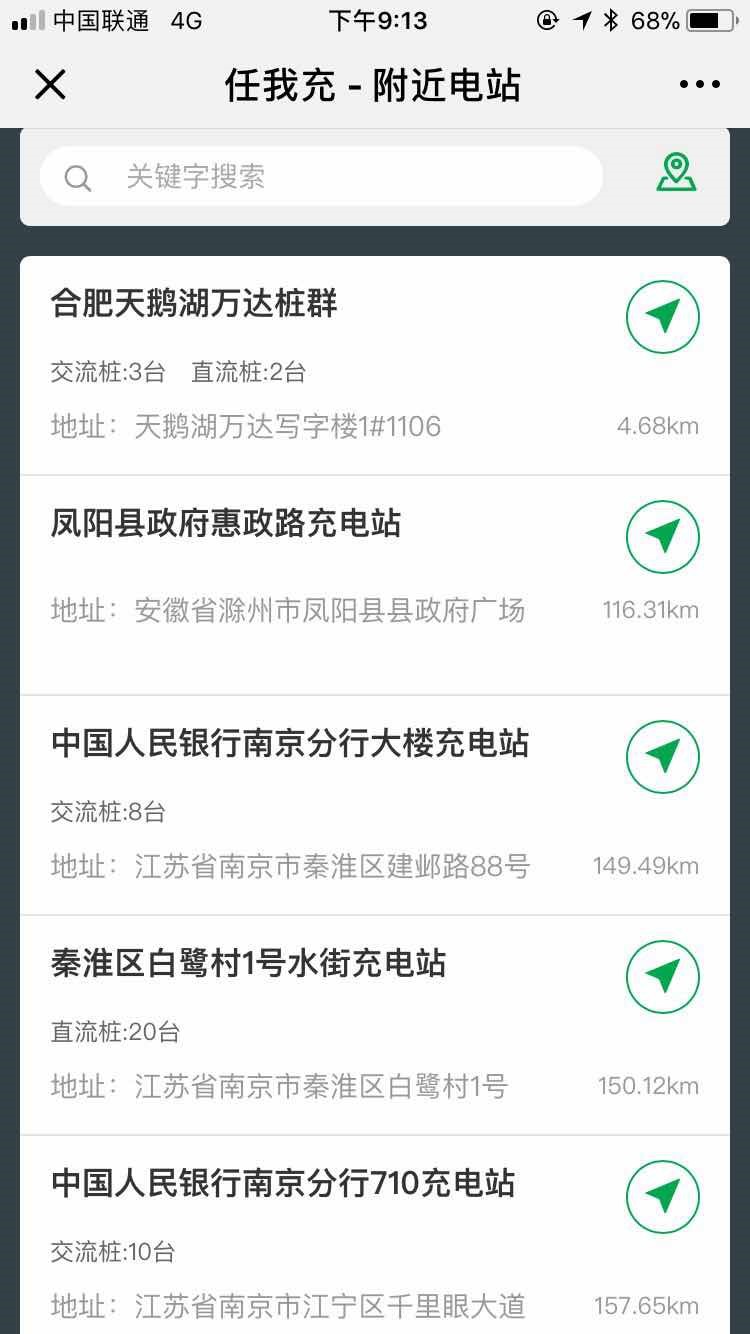 中国联通 4G 下午9:13 68%
任我充 - 附近电站
关键字搜索
合肥天鹅湖万达桩群
交流桩:3台 直流桩:2台
地址: 天鹅湖万达写字楼1#1106 4.68km
凤阳县政府惠政路充电站
地址: 安徽省滁州市凤阳县县政府广场 116.31km
中国人民银行南京分行大楼充电站
交流桩:8台
地址: 江苏省南京市秦淮区建邺路88号 149.49km
秦淮区白鹭村1号水街充电站
直流桩:20台
地址: 江苏省南京市秦淮区白鹭村1号 150.12km
中国人民银行南京分行710充电站
交流桩:10台
地址: 江苏省南京市江宁区千里眼大道 157.65km